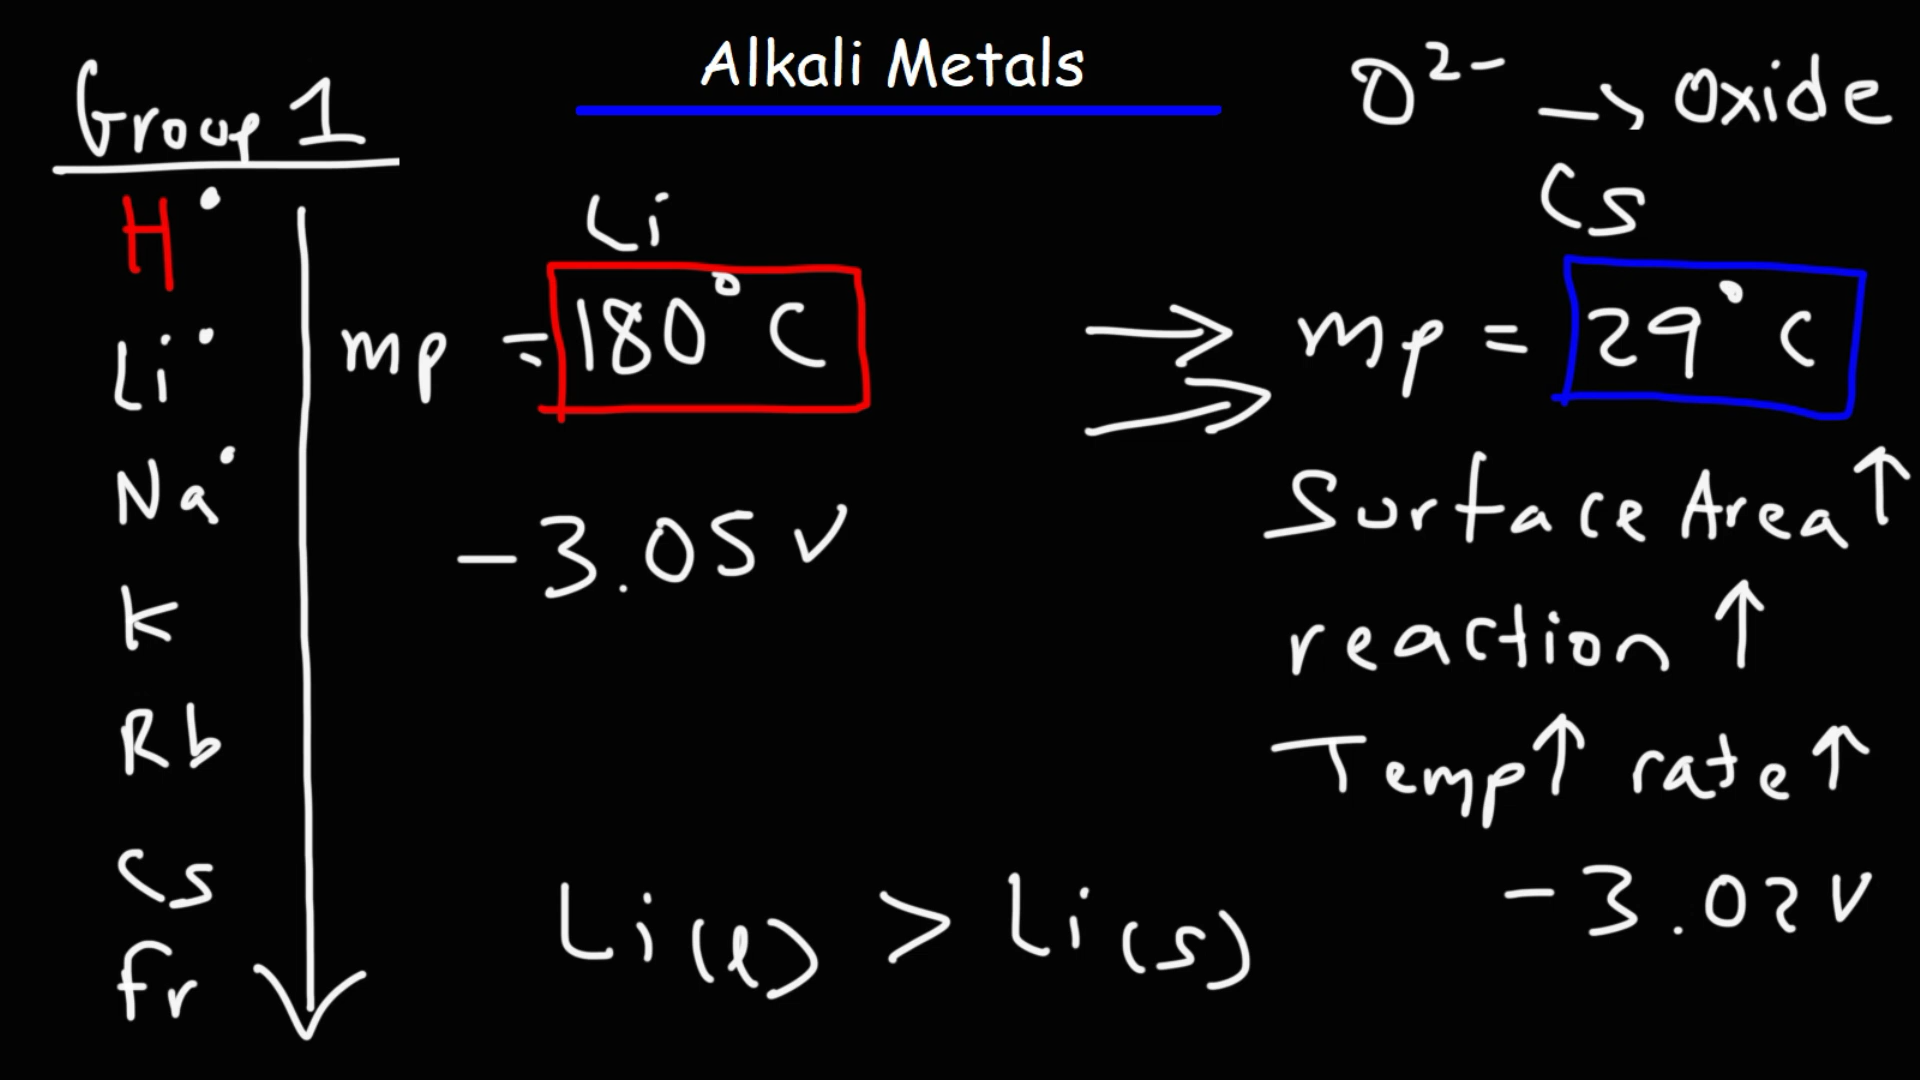 Alkali Metals
Group 1
H•
Li•
Na•
K
Rb
Cs
Fr
Li
mp = 180°C
-3.05 V
Li(l) > Li(s)
O²⁻ → Oxide
Cs
→ mp = 29°C
→
Surface Area ↑
reaction ↑
Temp ↑ rate ↑
-3.02 V